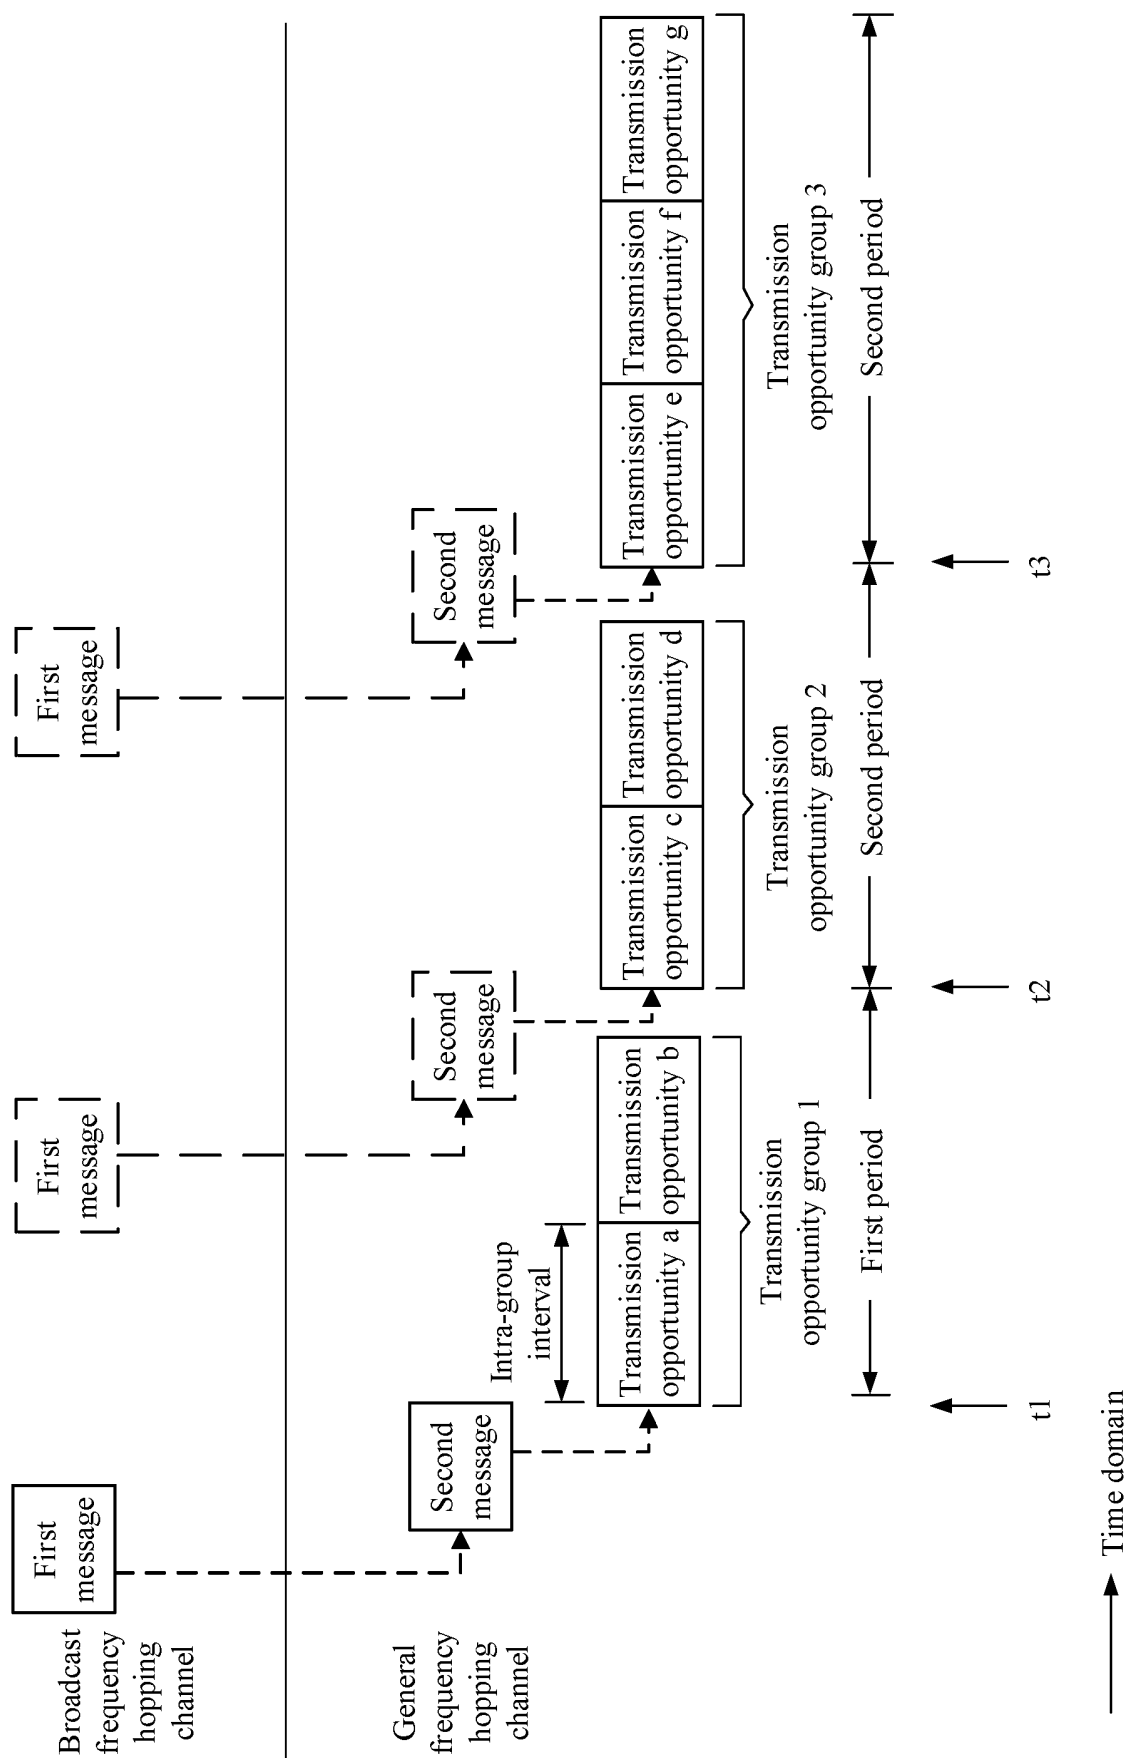 Broadcast
frequency
hopping
channel
First
message
First
message
First
message
General
frequency
hopping
channel
Second
message
Second
message
Second
message
Intra-group
interval
Transmission
opportunity a
Transmission
opportunity b
Transmission
opportunity c
Transmission
opportunity d
Transmission
opportunity e
Transmission
opportunity f
Transmission
opportunity g
Transmission
opportunity group 1
Transmission
opportunity group 2
Transmission
opportunity group 3
First period
Second period
Second period
t1
t2
t3
Time domain